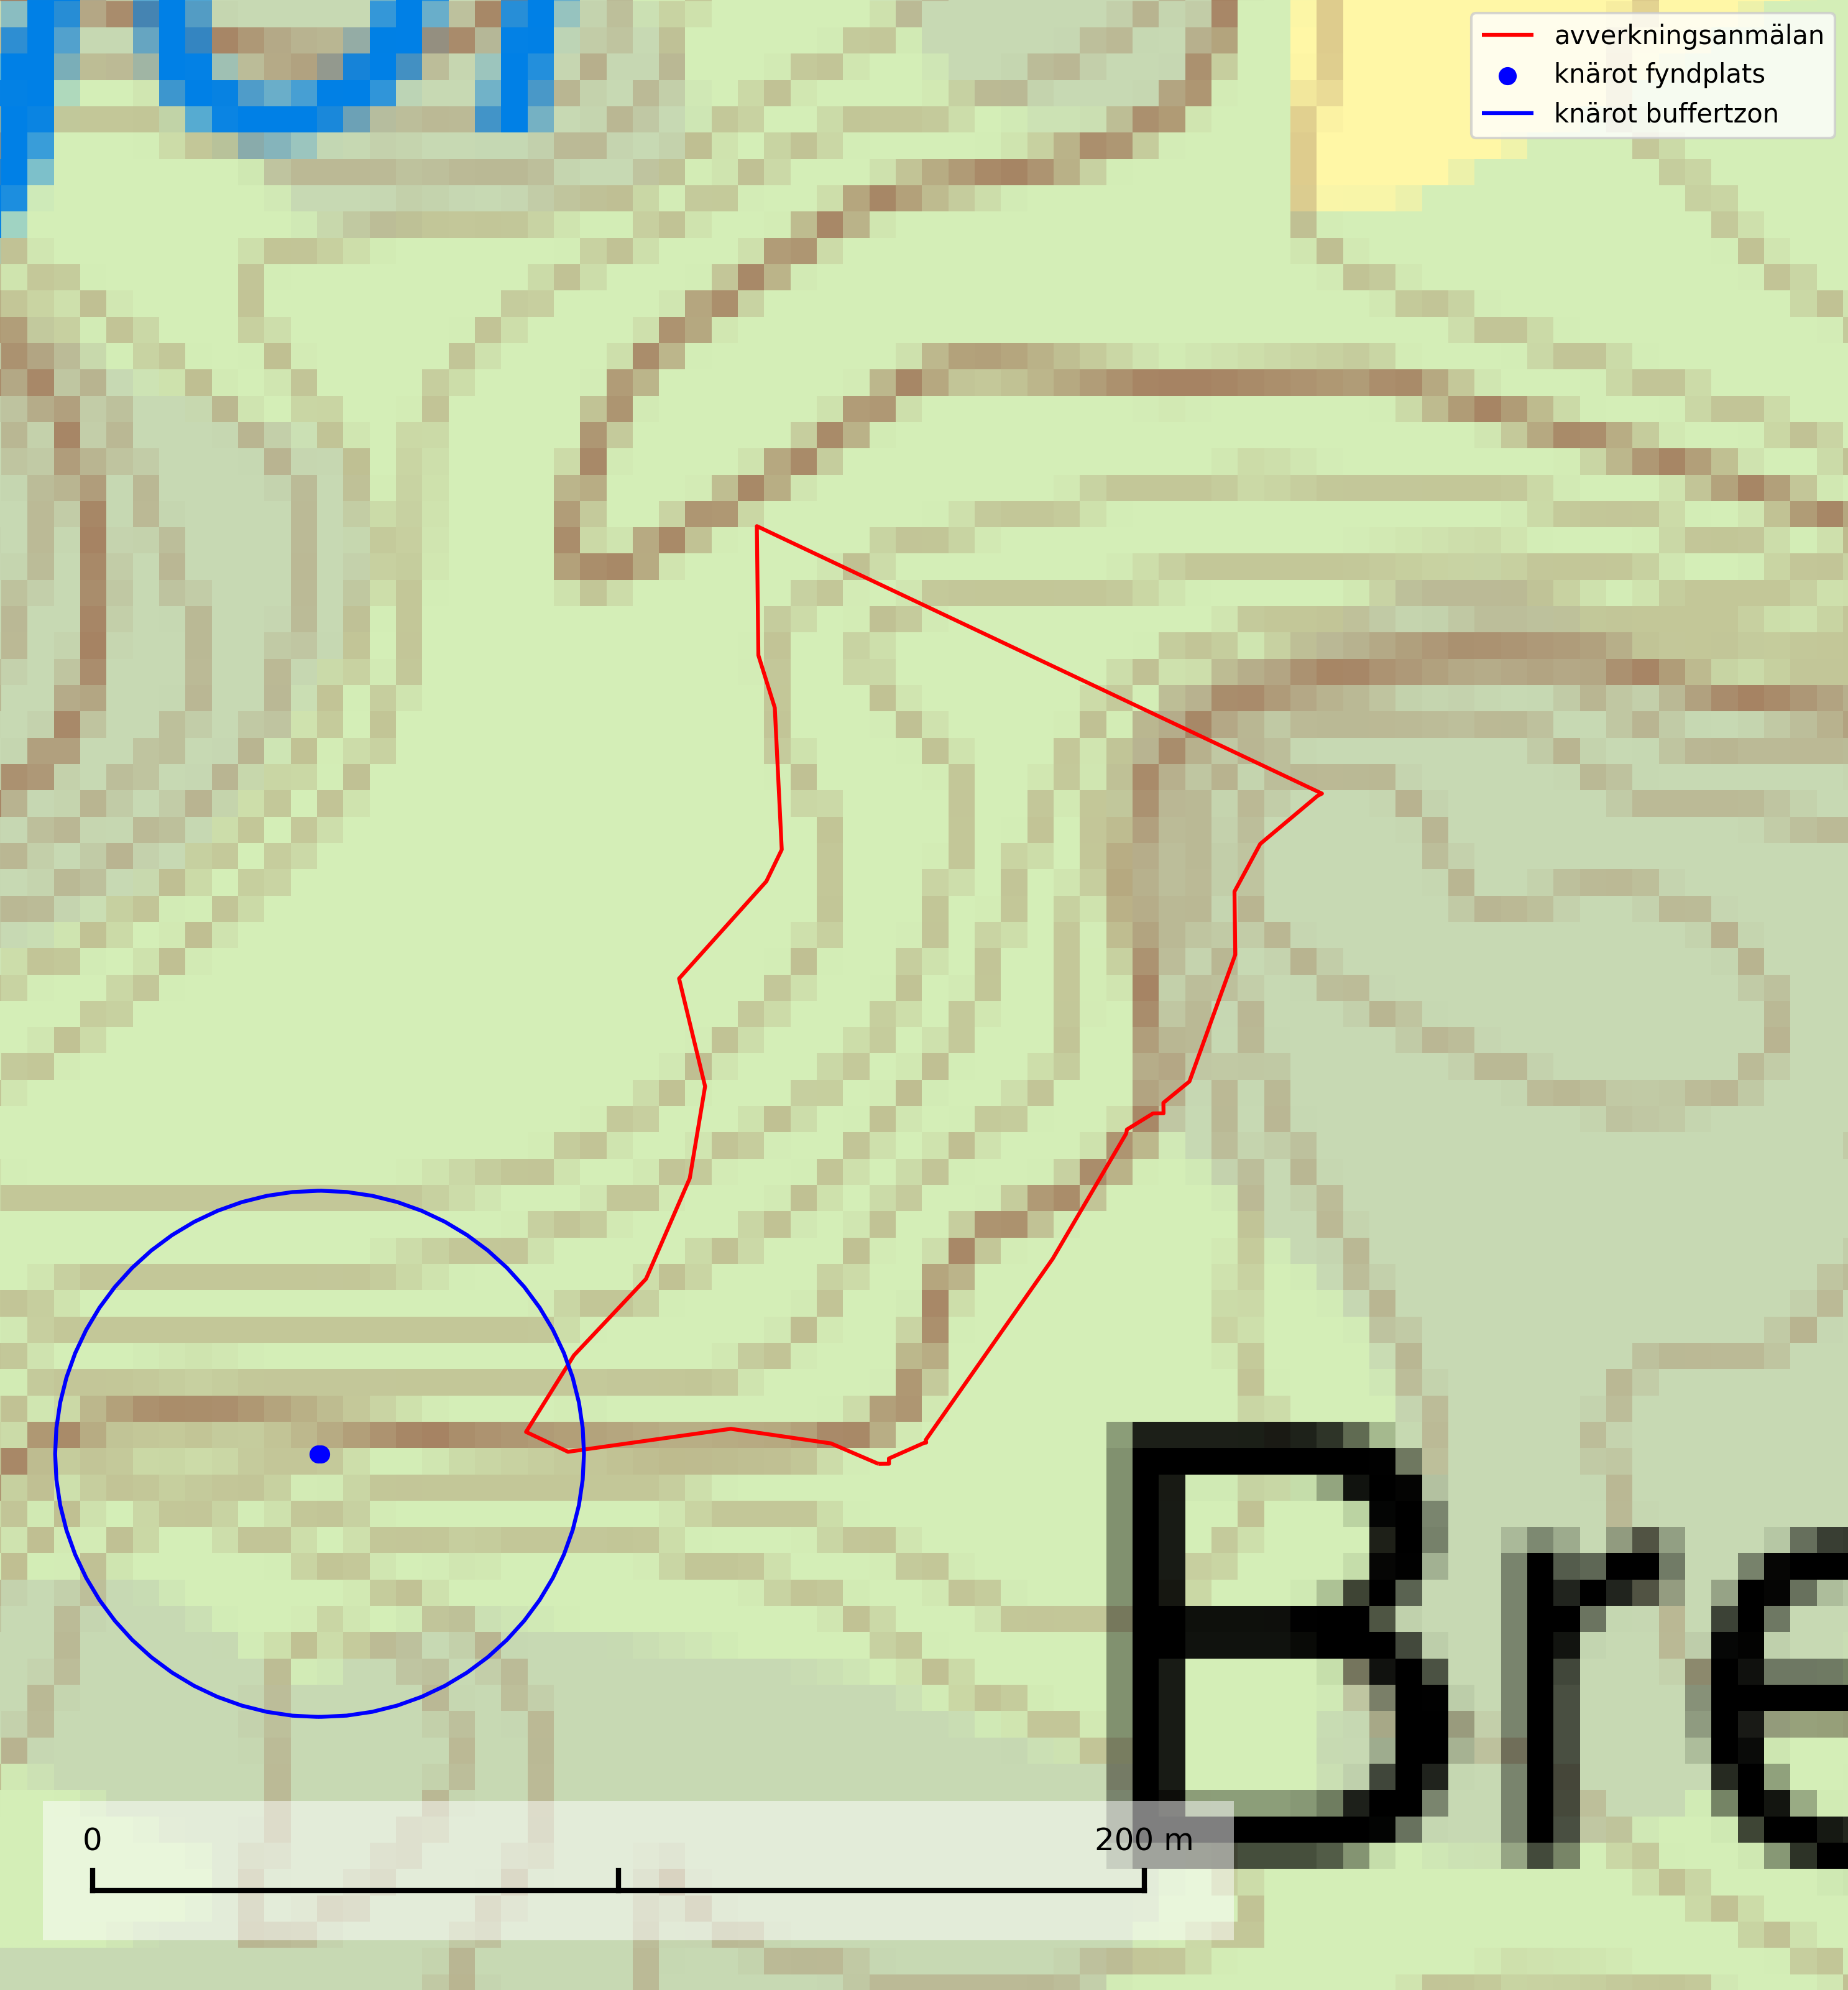 avverkningsanmälan
knärot fyndplats
knärot buffertzon
Bre
0 200 m